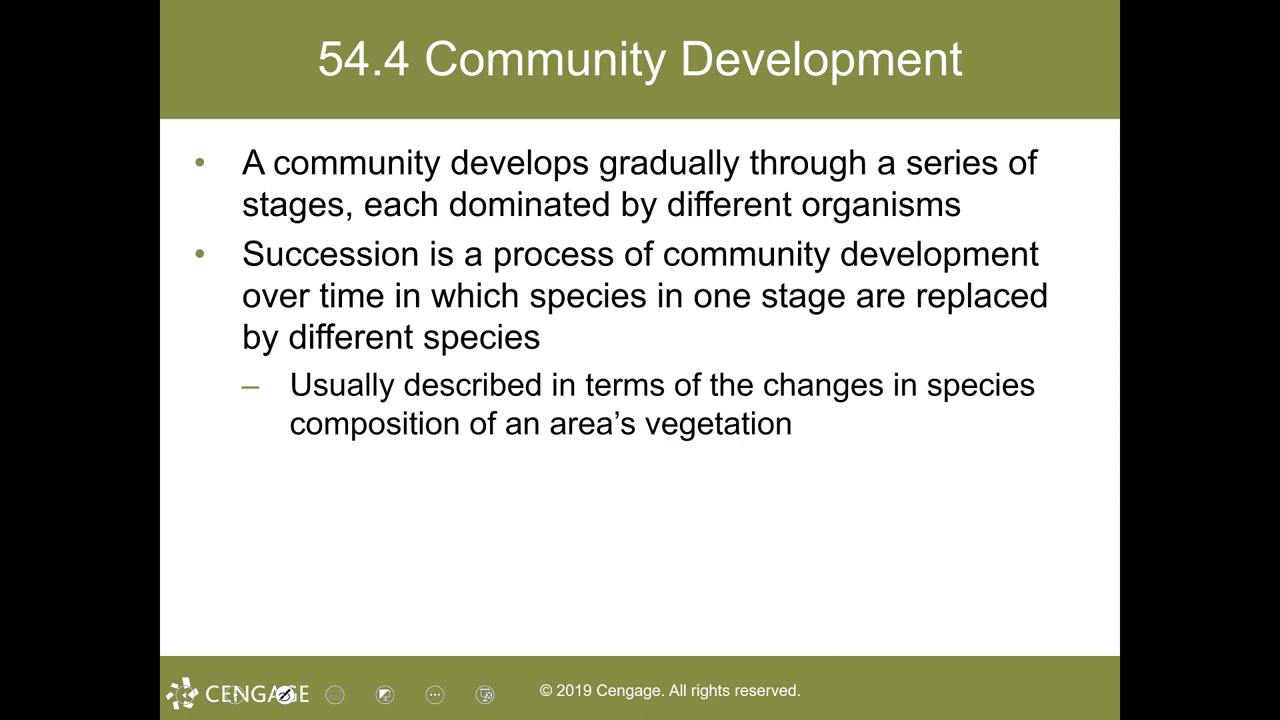 54.4 Community Development
• A community develops gradually through a series of
stages, each dominated by different organisms
• Succession is a process of community development
over time in which species in one stage are replaced
by different species
– Usually described in terms of the changes in species
composition of an area’s vegetation
CENGAGE
© 2019 Cengage. All rights reserved.